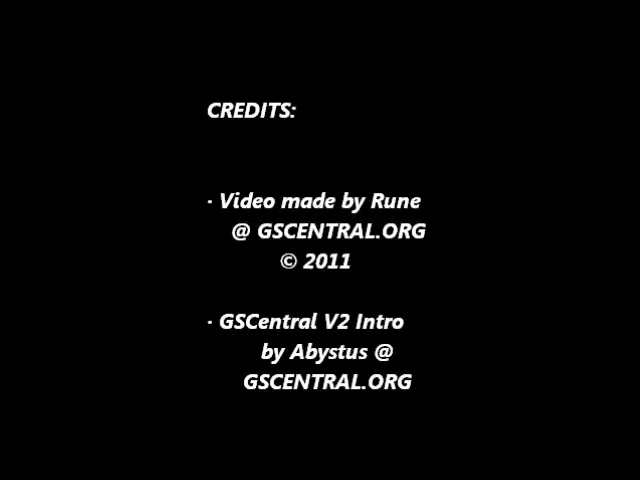 CREDITS:
· Video made by Rune
@ GSCENTRAL.ORG
© 2011
· GSCentral V2 Intro
by Abystus @
GSCENTRAL.ORG